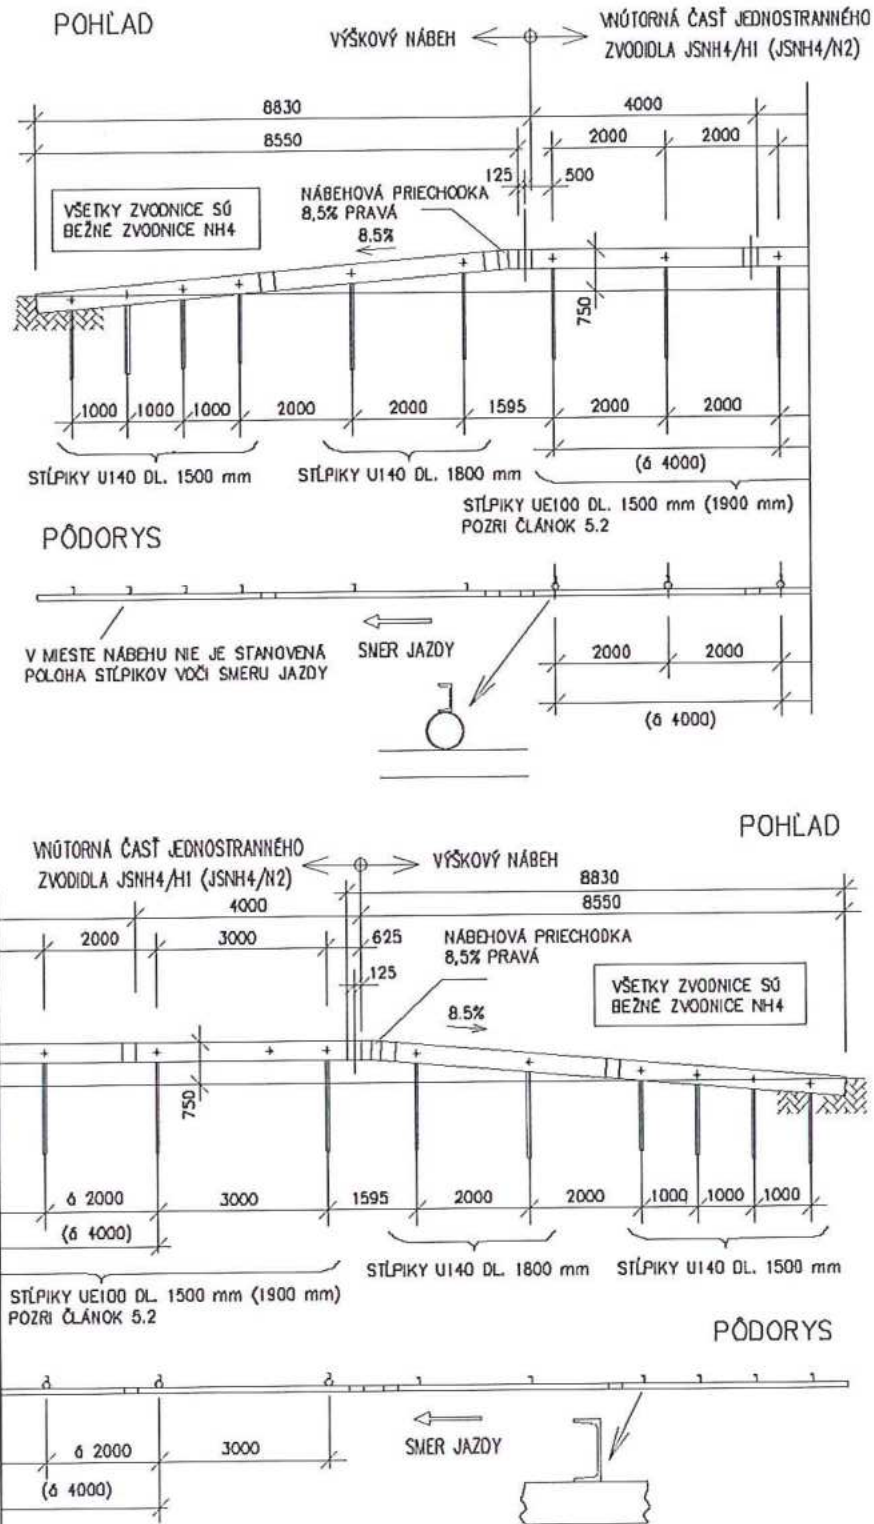 POHĽAD
VÝŠKOVÝ NÁBEH
VNÚTORNÁ ČASŤ JEDNOSTRANNÉHO
ZVODIDLA JSNH4/H1 (JSNH4/N2)
8830
4000
8550
2000
2000
125
500
VŠETKY ZVODNICE SÚ
BEŽNÉ ZVODNICE NH4
NÁBEHOVÁ PRIECHODKA
8,5% PRAVÁ
8.5%
750
1000
1000
1000
2000
2000
1595
2000
2000
(á 4000)
STĹPIKY U140 DL. 1500 mm
STĹPIKY U140 DL. 1800 mm
STĹPIKY UE100 DL. 1500 mm (1900 mm)
POZRI ČLÁNOK 5.2
PÔDORYS
V MIESTE NÁBEHU NIE JE STANOVENÁ
POLOHA STĹPIKOV VOČI SMERU JAZDY
SMER JAZDY
2000
2000
(á 4000)
POHĽAD
VNÚTORNÁ ČASŤ JEDNOSTRANNÉHO
ZVODIDLA JSNH4/H1 (JSNH4/N2)
VÝŠKOVÝ NÁBEH
8830
4000
8550
2000
3000
625
125
NÁBEHOVÁ PRIECHODKA
8,5% PRAVÁ
8.5%
VŠETKY ZVODNICE SÚ
BEŽNÉ ZVODNICE NH4
750
á 2000
3000
1595
2000
2000
1000
1000
1000
(á 4000)
STĹPIKY U140 DL. 1800 mm
STĹPIKY U140 DL. 1500 mm
STĹPIKY UE100 DL. 1500 mm (1900 mm)
POZRI ČLÁNOK 5.2
PÔDORYS
SMER JAZDY
á 2000
3000
(á 4000)